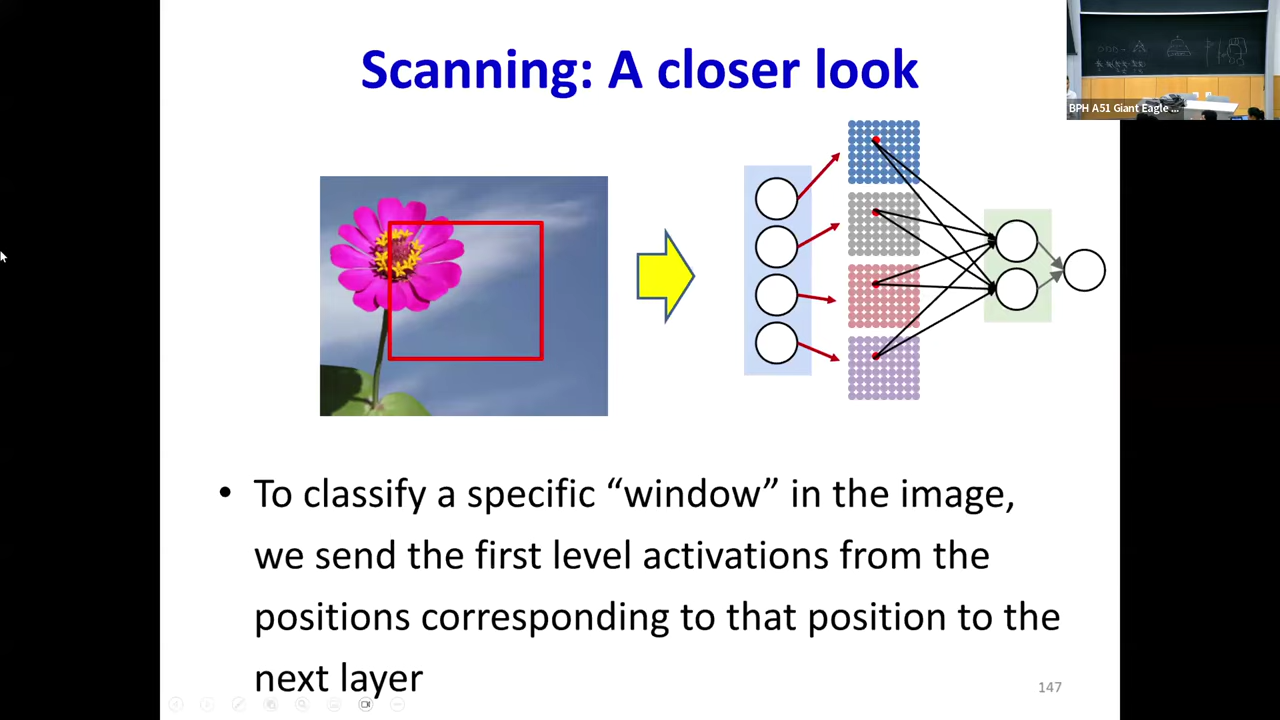 Scanning: A closer look
BPH A51 Giant Eagle ...
• To classify a specific “window” in the image,
we send the first level activations from the
positions corresponding to that position to the
next layer
147